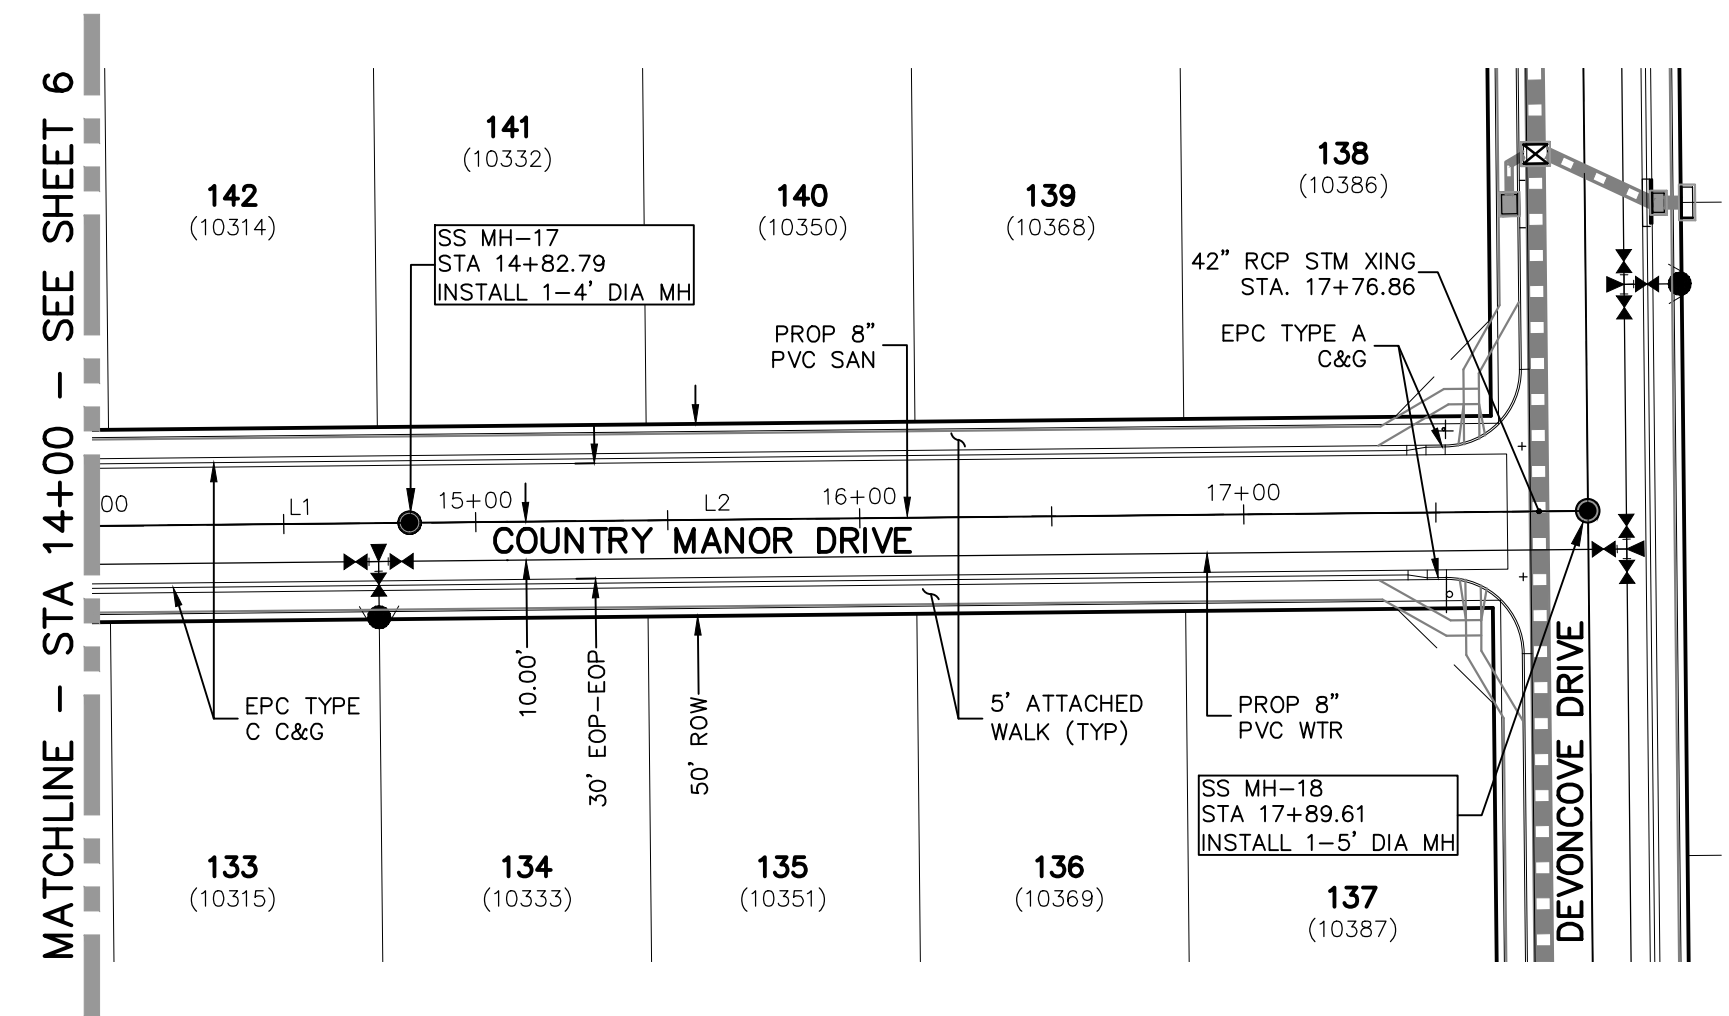 MATCHLINE – STA 14+00 – SEE SHEET 6
142
(10314)
141
(10332)
140
(10350)
139
(10368)
138
(10386)
SS MH–17
STA 14+82.79
INSTALL 1–4' DIA MH
PROP 8"
PVC SAN
42" RCP STM XING
STA. 17+76.86
EPC TYPE A
C&G
00
L1
15+00
L2
16+00
17+00
COUNTRY MANOR DRIVE
EPC TYPE
C C&G
10.00'
30' EOP–EOP
50' ROW
5' ATTACHED
WALK (TYP)
PROP 8"
PVC WTR
SS MH–18
STA 17+89.61
INSTALL 1–5' DIA MH
DEVONCOVE DRIVE
133
(10315)
134
(10333)
135
(10351)
136
(10369)
137
(10387)